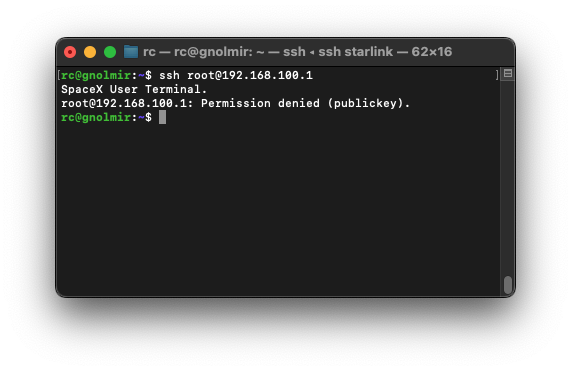 rc — rc@gnolmir: ~ — ssh ◂ ssh starlink — 62×16
[rc@gnolmir:~$ ssh root@192.168.100.1 ]
SpaceX User Terminal.
root@192.168.100.1: Permission denied (publickey).
rc@gnolmir:~$